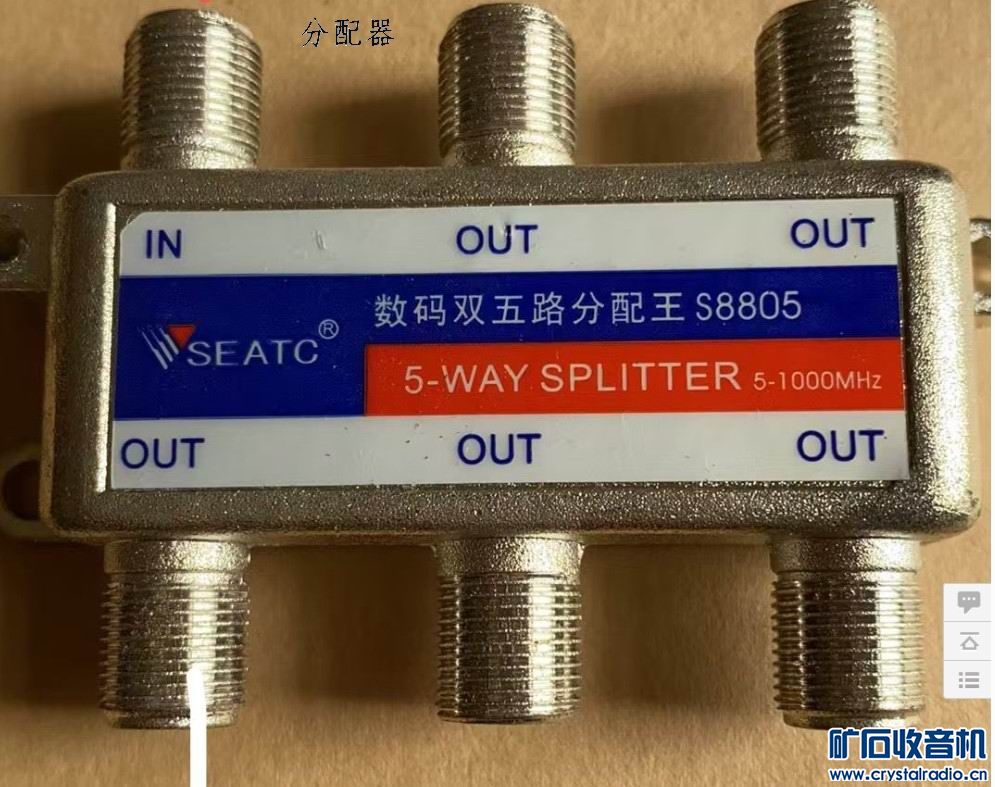 分配器
IN OUT OUT
数码双五路分配王 S8805
SEATC®
5-WAY SPLITTER 5-1000MHz
OUT OUT OUT
矿石收音机
www.crystalradio.cn